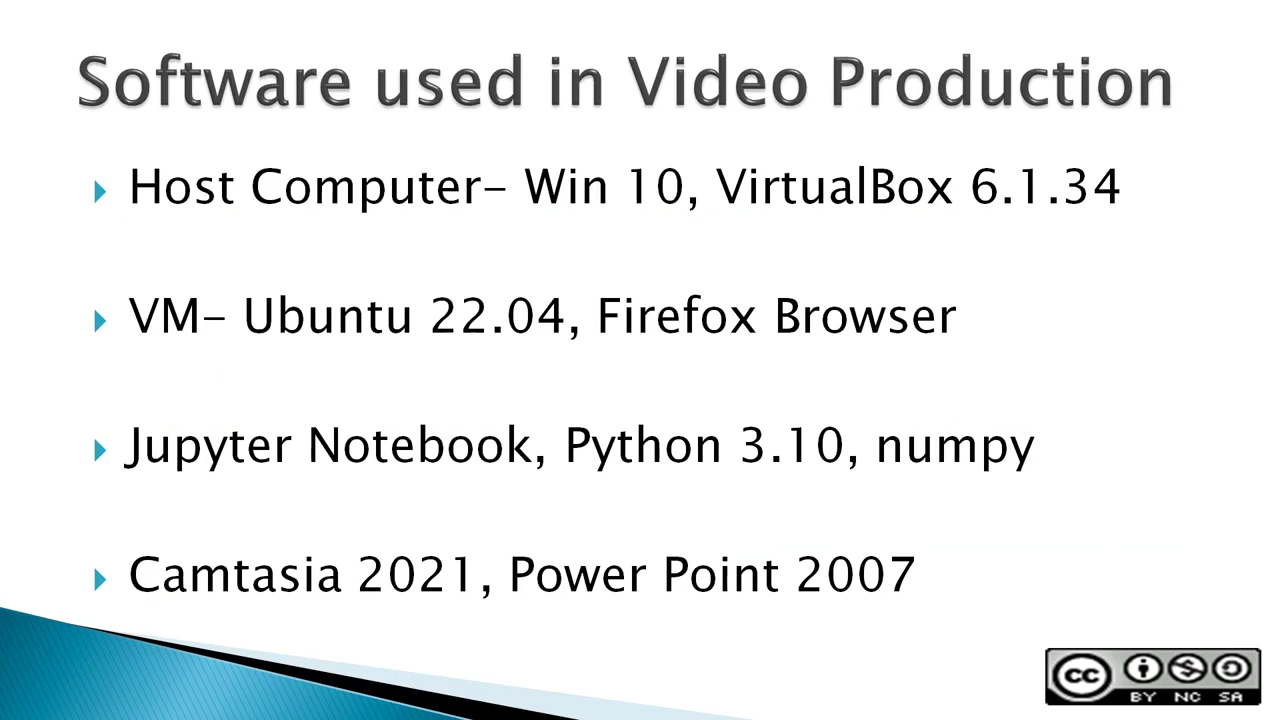 Software used in Video Production
Host Computer- Win 10, VirtualBox 6.1.34
VM- Ubuntu 22.04, Firefox Browser
Jupyter Notebook, Python 3.10, numpy
Camtasia 2021, Power Point 2007
cc BY NC SA